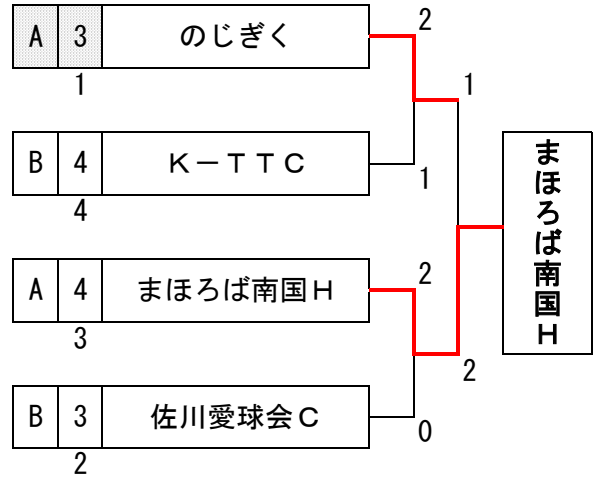 A 3 のじぎく 2
1
1
B 4 K－TTC 1
4
A 4 まほろば南国H 2
3
2
B 3 佐川愛球会C 0
2
まほろば南国H